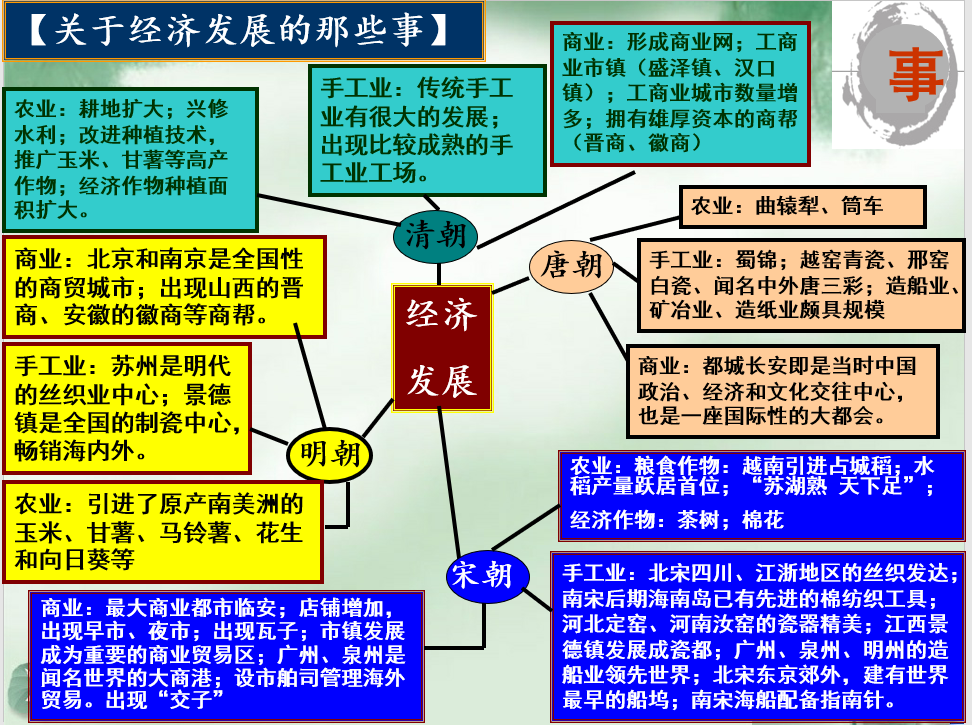 【关于经济发展的那些事】
事
农业：耕地扩大；兴修
水利；改进种植技术，
推广玉米、甘薯等高产
作物；经济作物种植面
积扩大。
手工业：传统手工
业有很大的发展；
出现比较成熟的手
工业工场。
商业：形成商业网；工商
业市镇（盛泽镇、汉口
镇）；工商业城市数量增
多；拥有雄厚资本的商帮
（晋商、徽商）
清朝
唐朝
农业：曲辕犁、筒车
手工业：蜀锦；越窑青瓷、邢窑
白瓷、闻名中外唐三彩；造船业、
矿冶业、造纸业颇具规模
商业：都城长安即是当时中国
政治、经济和文化交往中心，
也是一座国际性的大都会。
经济
发展
商业：北京和南京是全国性
的商贸城市；出现山西的晋
商、安徽的徽商等商帮。
手工业：苏州是明代
的丝织业中心；景德
镇是全国的制瓷中心，
畅销海内外。
明朝
农业：引进了原产南美洲的
玉米、甘薯、马铃薯、花生
和向日葵等
宋朝
农业：粮食作物：越南引进占城稻；水
稻产量跃居首位；“苏湖熟 天下足”；
经济作物：茶树；棉花
手工业：北宋四川、江浙地区的丝织发达；
南宋后期海南岛已有先进的棉纺织工具；
河北定窑、河南汝窑的瓷器精美；江西景
德镇发展成瓷都；广州、泉州、明州的造
船业领先世界；北宋东京郊外，建有世界
最早的船坞；南宋海船配备指南针。
商业：最大商业都市临安；店铺增加，
出现早市、夜市；出现瓦子；市镇发展
成为重要的商业贸易区；广州、泉州是
闻名世界的大商港；设市舶司管理海外
贸易。出现“交子”